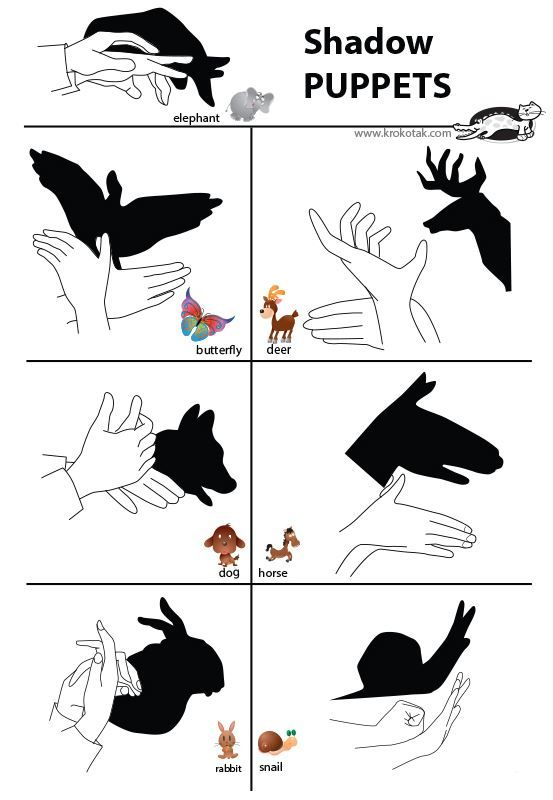 Shadow
PUPPETS
elephant
www.krokotak.com
butterfly
deer
dog
horse
rabbit
snail